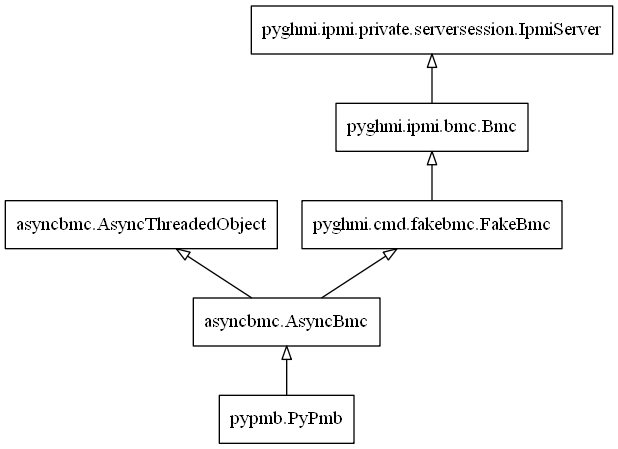 pyghmi.ipmi.private.serversession.IpmiServer
pyghmi.ipmi.bmc.Bmc
asyncbmc.AsyncThreadedObject
pyghmi.cmd.fakebmc.FakeBmc
asyncbmc.AsyncBmc
pypmb.PyPmb